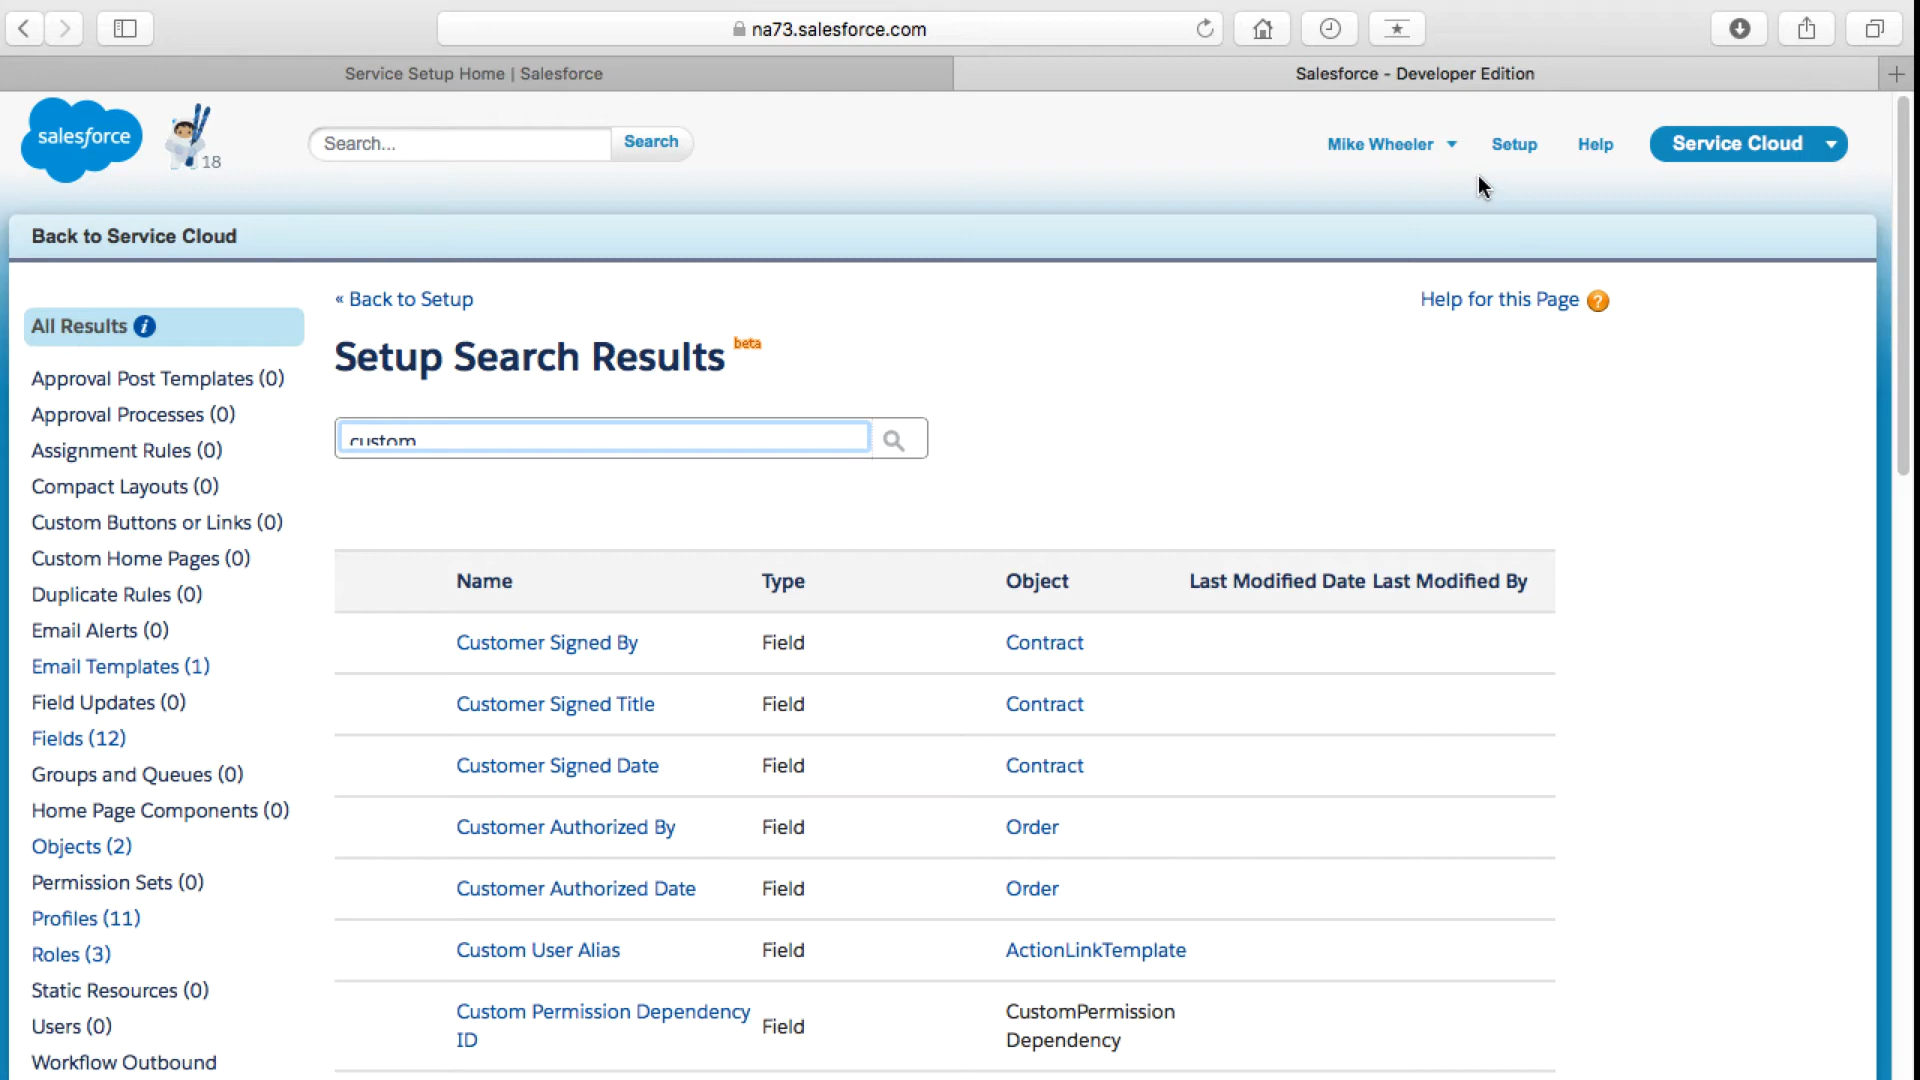 na73.salesforce.com
Service Setup Home | Salesforce
Salesforce - Developer Edition
salesforce
18
Search...
Search
Mike Wheeler
Setup
Help
Service Cloud
Back to Service Cloud
« Back to Setup
Help for this Page ?
All Results i
Setup Search Results beta
custom
Approval Post Templates (0)
Approval Processes (0)
Assignment Rules (0)
Compact Layouts (0)
Custom Buttons or Links (0)
Custom Home Pages (0)
Duplicate Rules (0)
Email Alerts (0)
Email Templates (1)
Field Updates (0)
Fields (12)
Groups and Queues (0)
Home Page Components (0)
Objects (2)
Permission Sets (0)
Profiles (11)
Roles (3)
Static Resources (0)
Users (0)
Workflow Outbound
Name Type Object Last Modified Date Last Modified By
Customer Signed By Field Contract
Customer Signed Title Field Contract
Customer Signed Date Field Contract
Customer Authorized By Field Order
Customer Authorized Date Field Order
Custom User Alias Field ActionLinkTemplate
Custom Permission Dependency
ID
Field
CustomPermission
Dependency